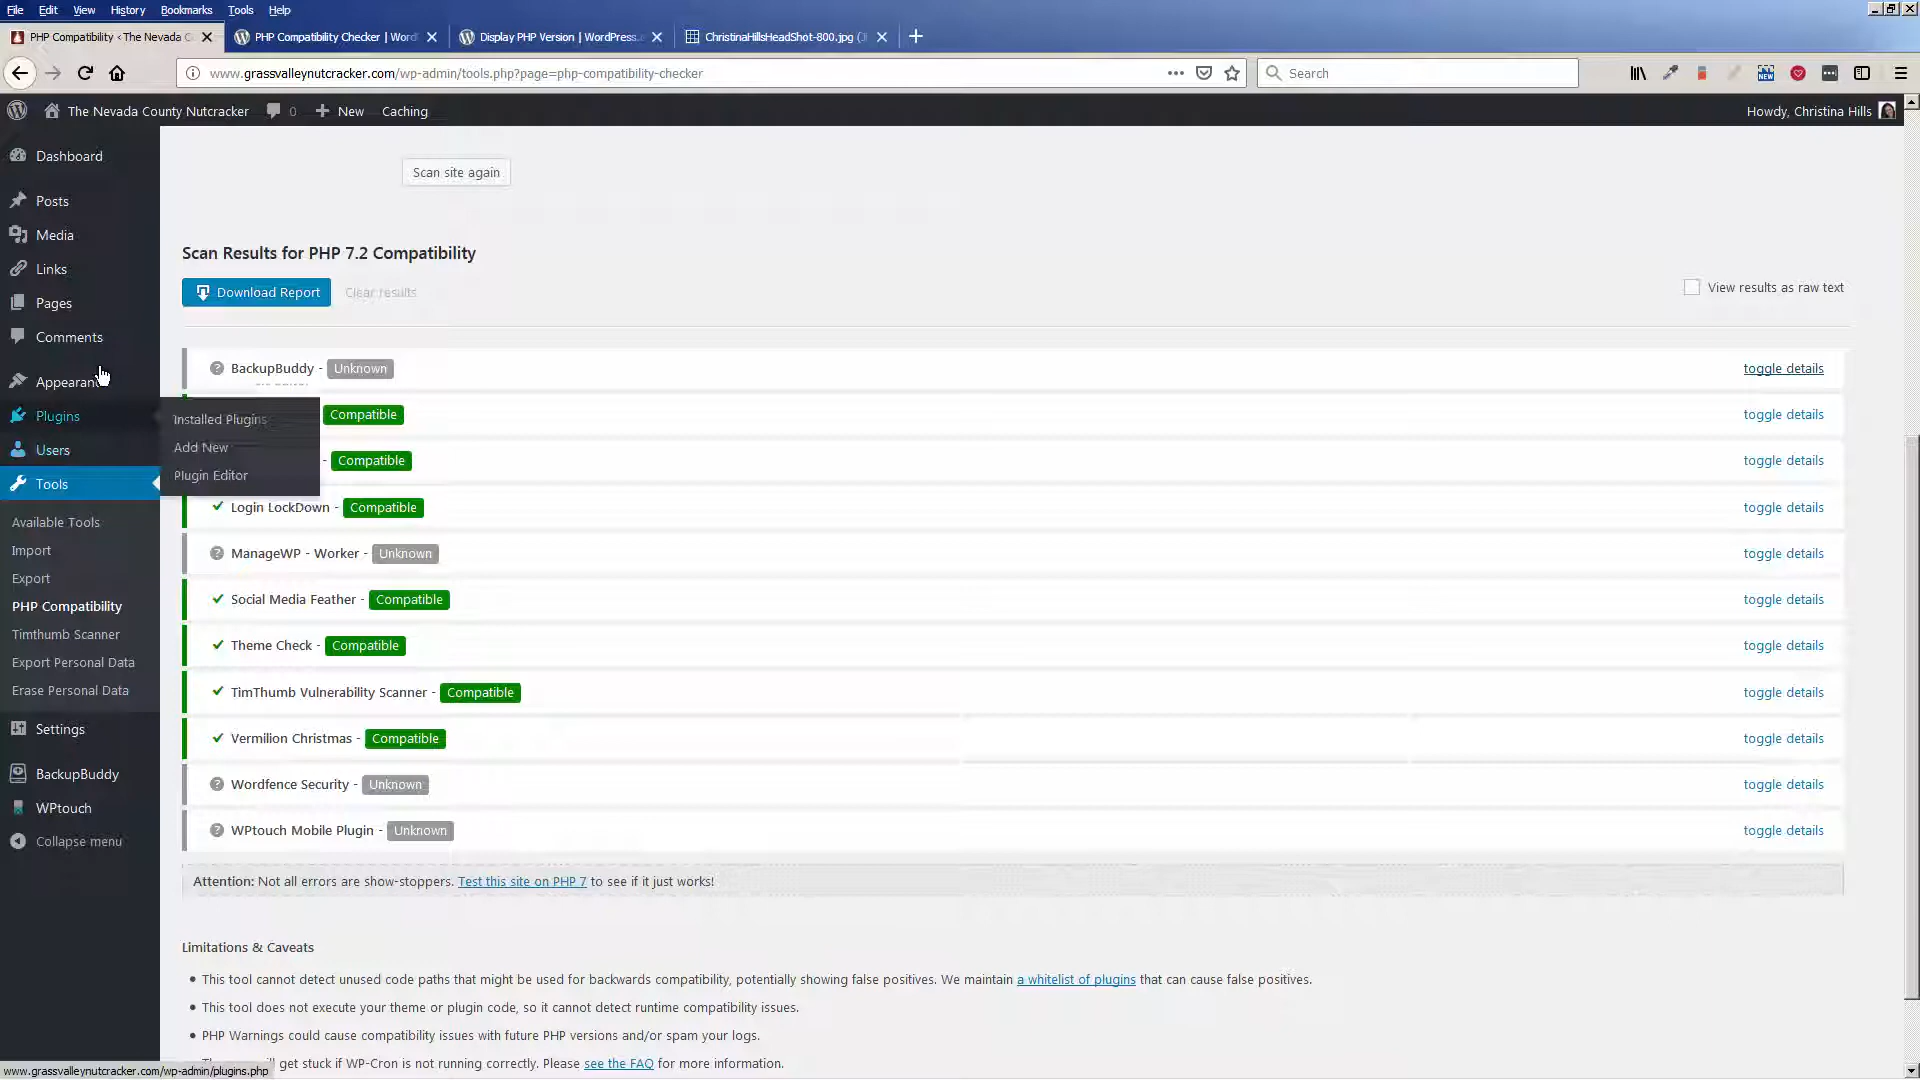 File Edit View History Bookmarks Tools Help
PHP Compatibility < The Nevada C
PHP Compatibility Checker | Word
Display PHP Version | WordPress.
ChristinaHillsHeadShot-800.jpg (
www.grassvalleynutcracker.com/wp-admin/tools.php?page=php-compatibility-checker
Search
NEW
The Nevada County Nutcracker 0 New Caching Howdy, Christina Hills
Dashboard
Posts
Media
Links
Pages
Comments
Appearan
Plugins
Users
Tools
Installed Plugins
Add New
Plugin Editor
Available Tools
Import
Export
PHP Compatibility
Timthumb Scanner
Export Personal Data
Erase Personal Data
Settings
BackupBuddy
WPtouch
Collapse menu
Scan site again
Scan Results for PHP 7.2 Compatibility
Download Report Clear results View results as raw text
BackupBuddy - Unknown toggle details
Compatible toggle details
- Compatible toggle details
Login LockDown - Compatible toggle details
ManageWP - Worker - Unknown toggle details
Social Media Feather - Compatible toggle details
Theme Check - Compatible toggle details
TimThumb Vulnerability Scanner - Compatible toggle details
Vermilion Christmas - Compatible toggle details
Wordfence Security - Unknown toggle details
WPtouch Mobile Plugin - Unknown toggle details
Attention: Not all errors are show-stoppers. Test this site on PHP 7 to see if it just works!
Limitations & Caveats
• This tool cannot detect unused code paths that might be used for backwards compatibility, potentially showing false positives. We maintain a whitelist of plugins that can cause false positives.
• This tool does not execute your theme or plugin code, so it cannot detect runtime compatibility issues.
• PHP Warnings could cause compatibility issues with future PHP versions and/or spam your logs.
get stuck if WP-Cron is not running correctly. Please see the FAQ for more information.
www.grassvalleynutcracker.com/wp-admin/plugins.php